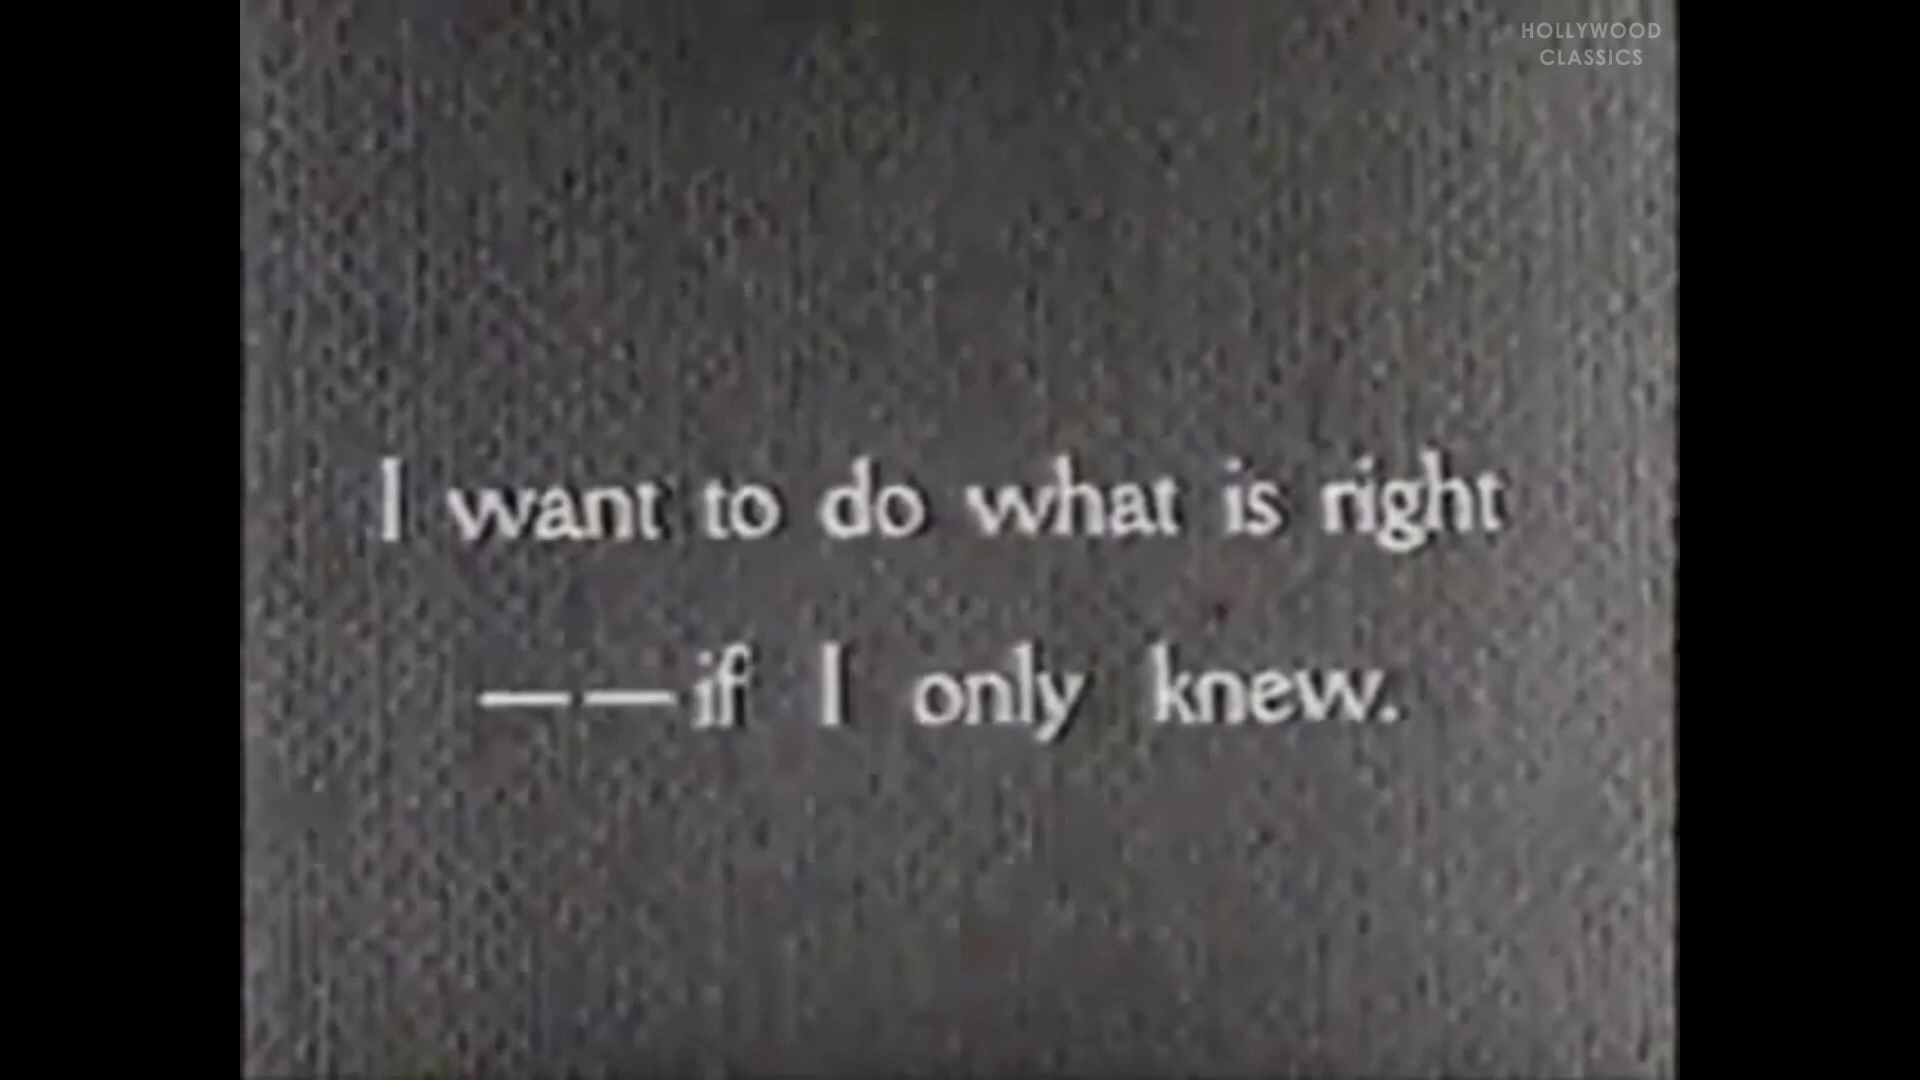 HOLLYWOOD
CLASSICS
I want to do what is right
——if I only knew.